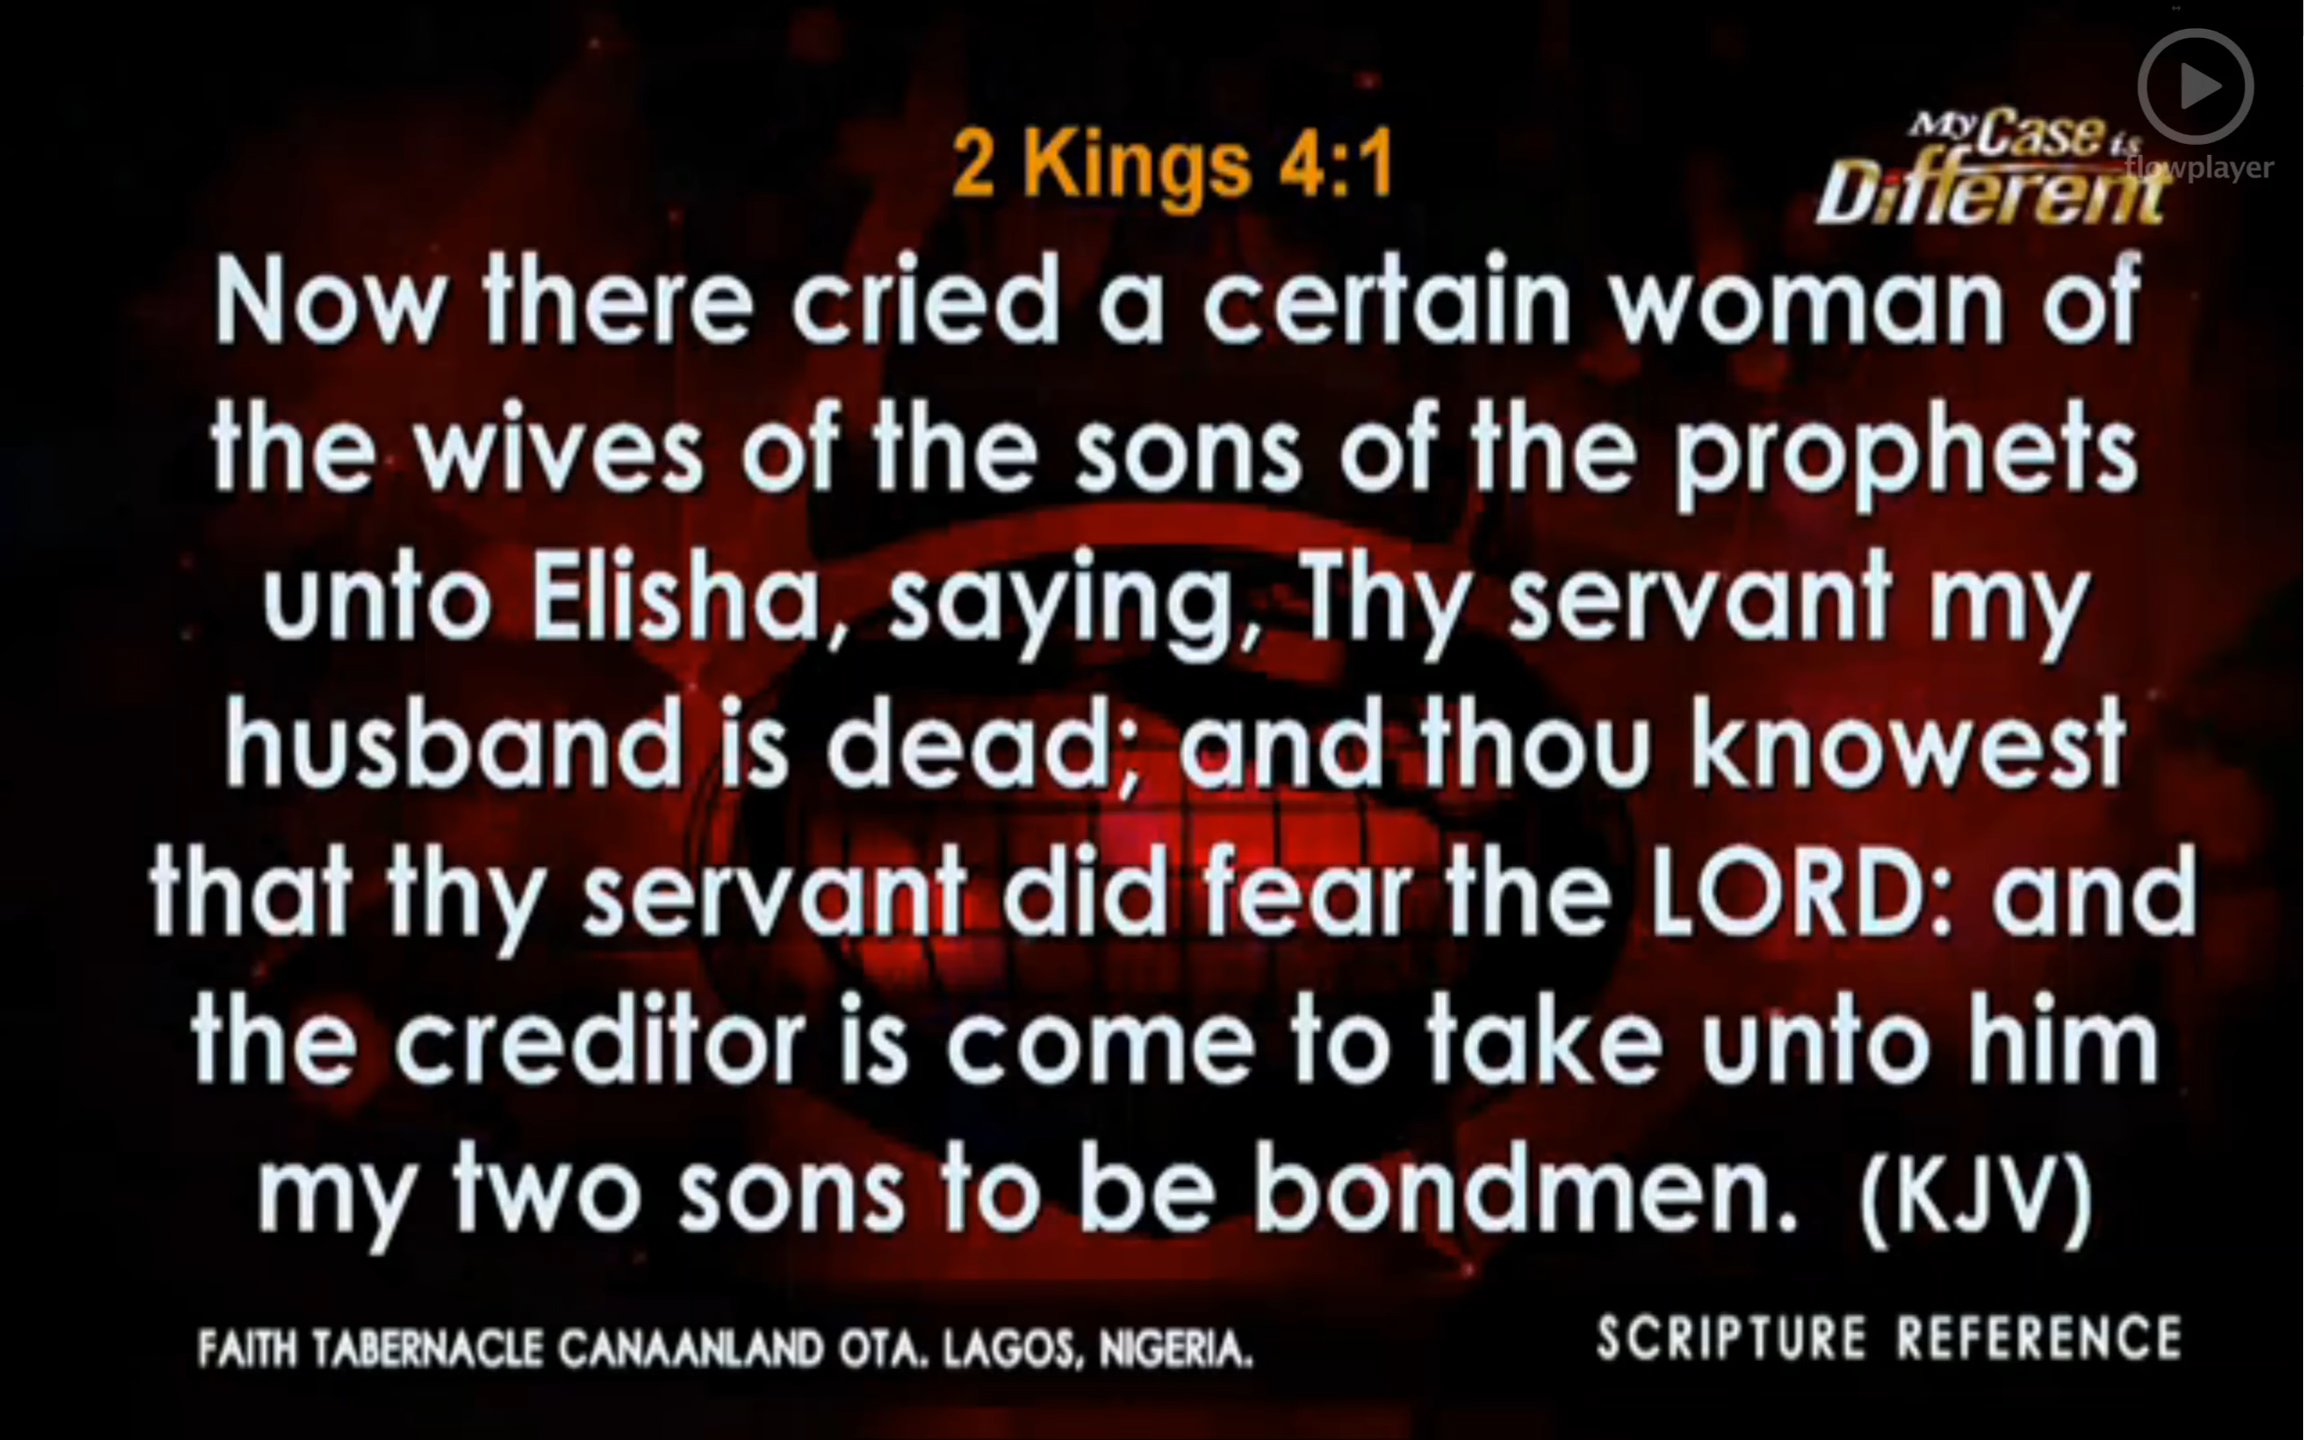 2 Kings 4:1
My Case is
Different
flowplayer
Now there cried a certain woman of
the wives of the sons of the prophets
unto Elisha, saying, Thy servant my
husband is dead; and thou knowest
that thy servant did fear the LORD: and
the creditor is come to take unto him
my two sons to be bondmen. (KJV)
FAITH TABERNACLE CANAANLAND OTA. LAGOS, NIGERIA.
SCRIPTURE REFERENCE